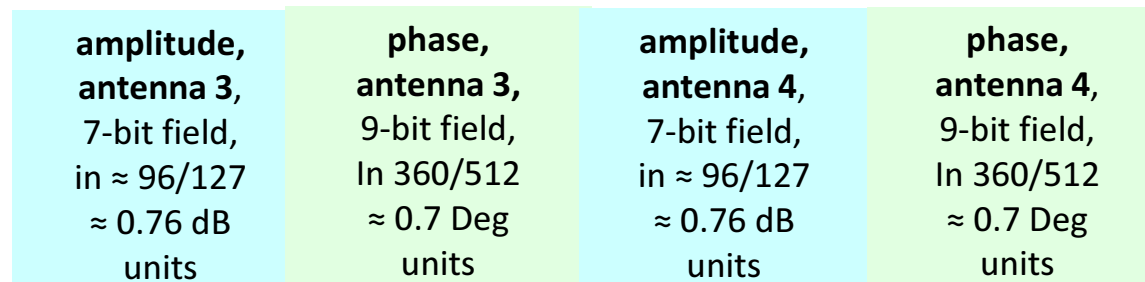 amplitude,
antenna 3,
7-bit field,
in ≈ 96/127
≈ 0.76 dB
units
phase,
antenna 3,
9-bit field,
In 360/512
≈ 0.7 Deg
units
amplitude,
antenna 4,
7-bit field,
in ≈ 96/127
≈ 0.76 dB
units
phase,
antenna 4,
9-bit field,
In 360/512
≈ 0.7 Deg
units